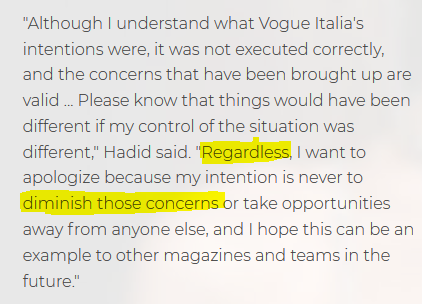 "Although I understand what Vogue Italia's
intentions were, it was not executed correctly,
and the concerns that have been brought up are
valid ... Please know that things would have been
different if my control of the situation was
different," Hadid said. "Regardless, I want to
apologize because my intention is never to
diminish those concerns or take opportunities
away from anyone else, and I hope this can be an
example to other magazines and teams in the
future."